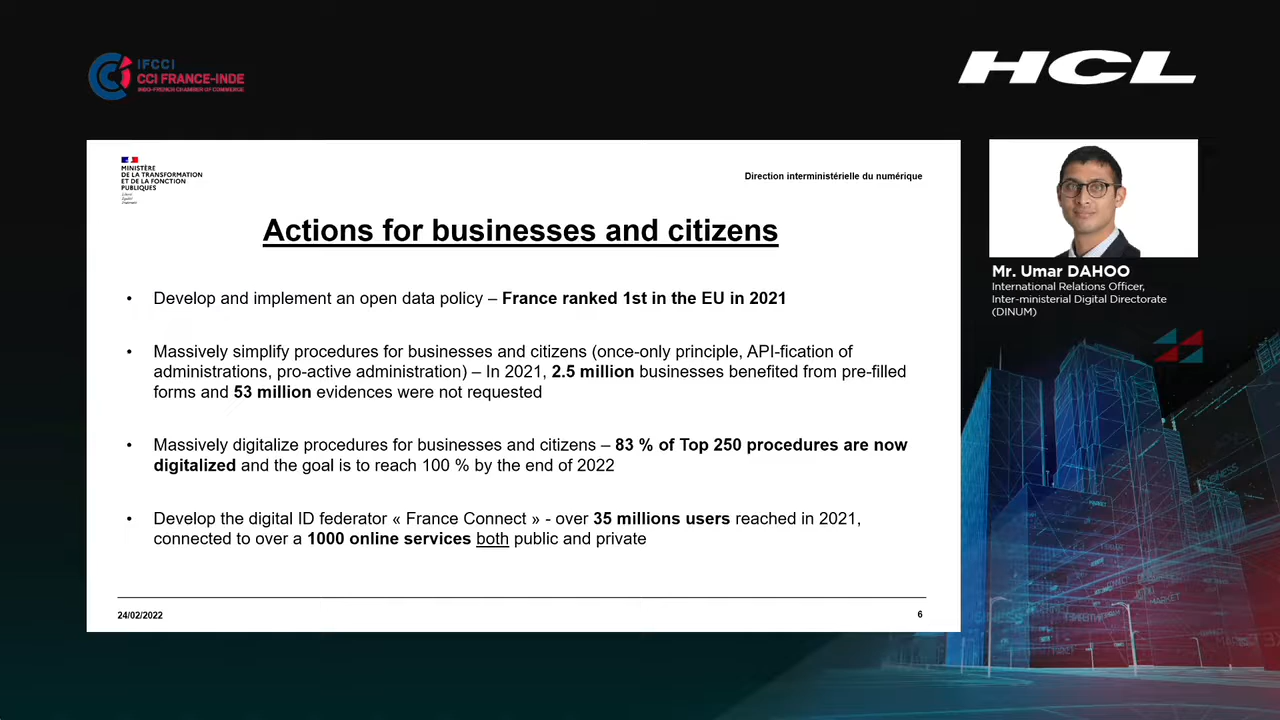 IFCCI
CCI FRANCE-INDE
INDO-FRENCH CHAMBER OF COMMERCE
HCL
MINISTÈRE
DE LA TRANSFORMATION
ET DE LA FONCTION
PUBLIQUES
Liberté
Égalité
Fraternité
Direction interministérielle du numérique
Actions for businesses and citizens
• Develop and implement an open data policy – France ranked 1st in the EU in 2021
• Massively simplify procedures for businesses and citizens (once-only principle, API-fication of
administrations, pro-active administration) – In 2021, 2.5 million businesses benefited from pre-filled
forms and 53 million evidences were not requested
• Massively digitalize procedures for businesses and citizens – 83 % of Top 250 procedures are now
digitalized and the goal is to reach 100 % by the end of 2022
• Develop the digital ID federator « France Connect » - over 35 millions users reached in 2021,
connected to over a 1000 online services both public and private
24/02/2022
6
Mr. Umar DAHOO
International Relations Officer,
Inter-ministerial Digital Directorate
(DINUM)
MARKET